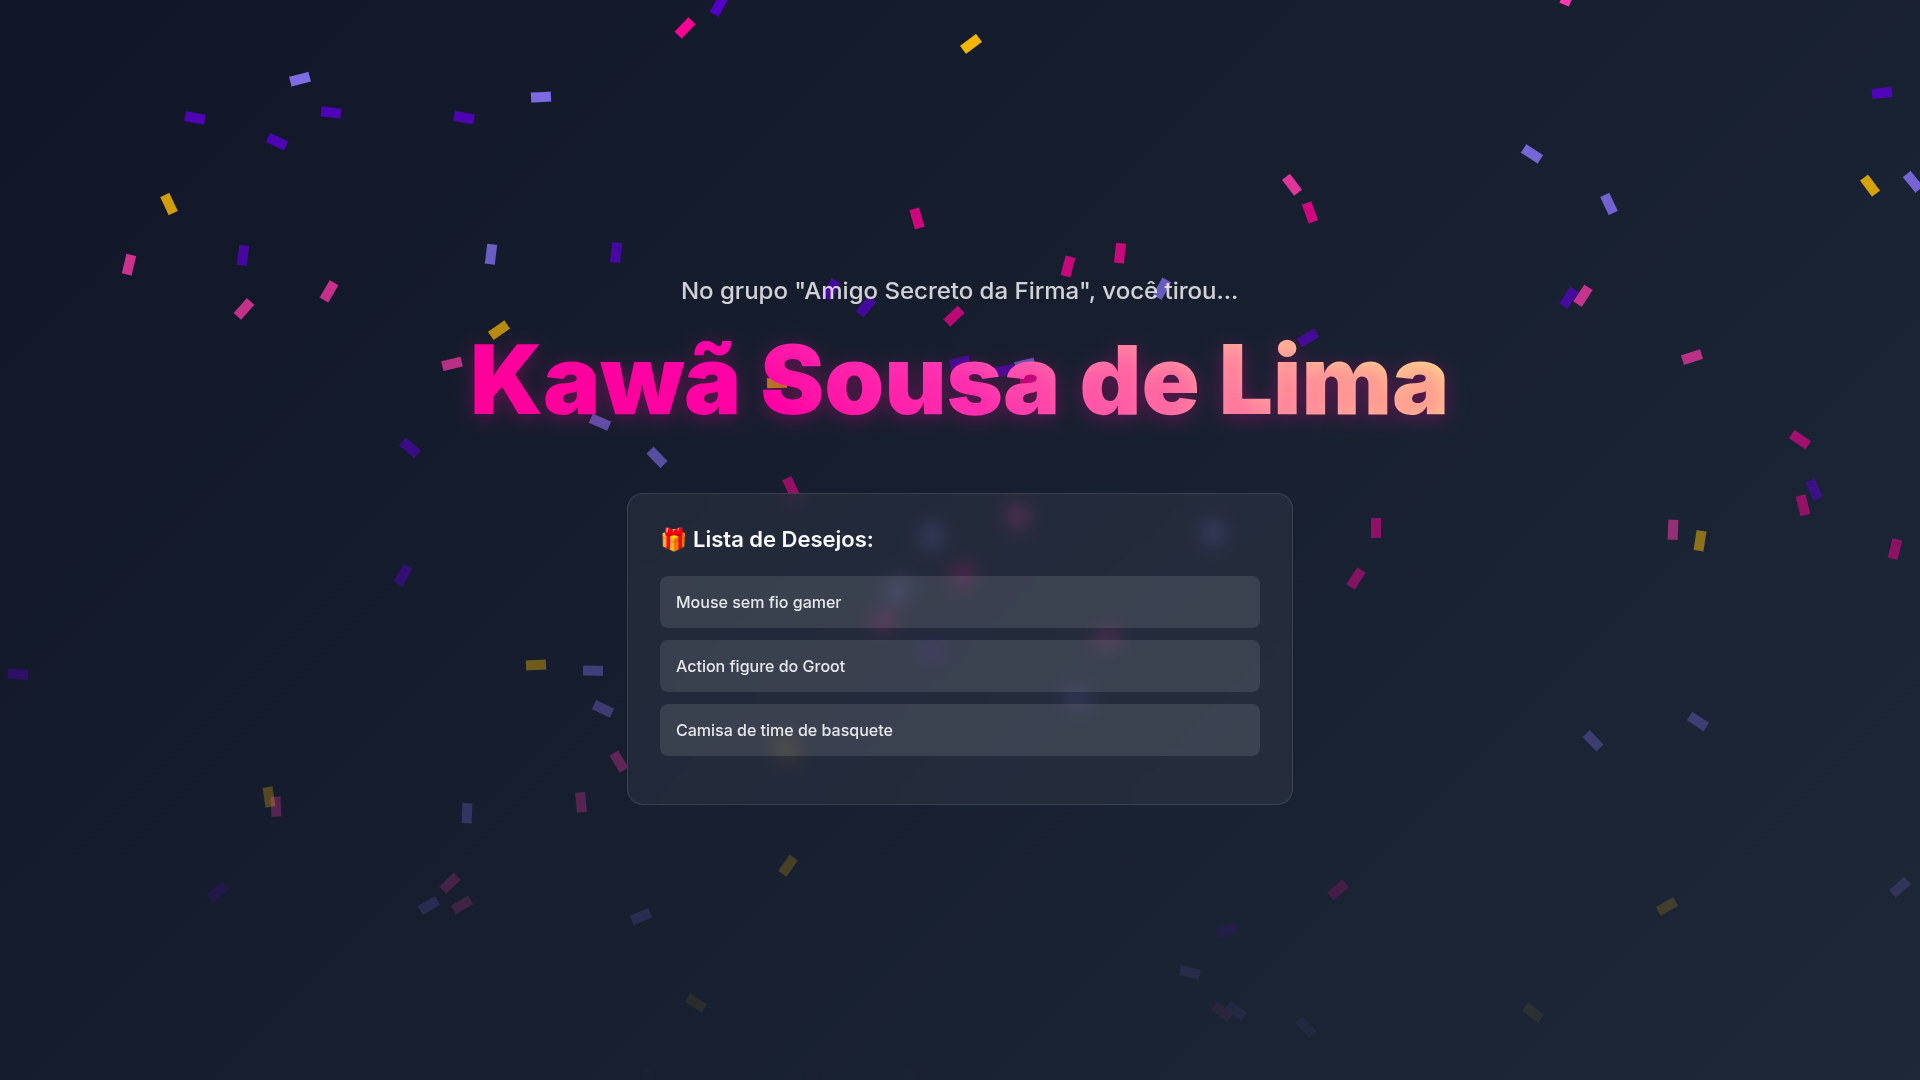 No grupo "Amigo Secreto da Firma", você tirou...
Kawã Sousa de Lima
🎁 Lista de Desejos:
Mouse sem fio gamer
Action figure do Groot
Camisa de time de basquete